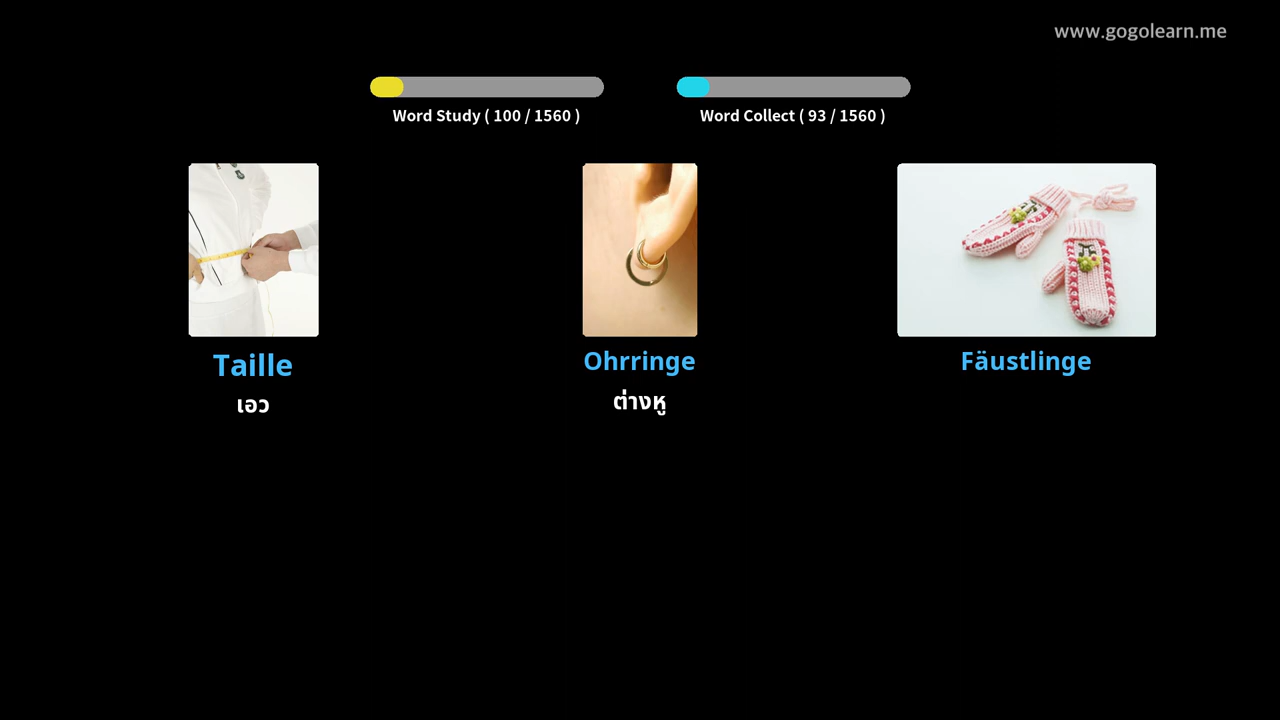 www.gogolearn.me
Word Study ( 100 / 1560 )
Word Collect ( 93 / 1560 )
Taille
เอว
Ohrringe
ต่างหู
Fäustlinge